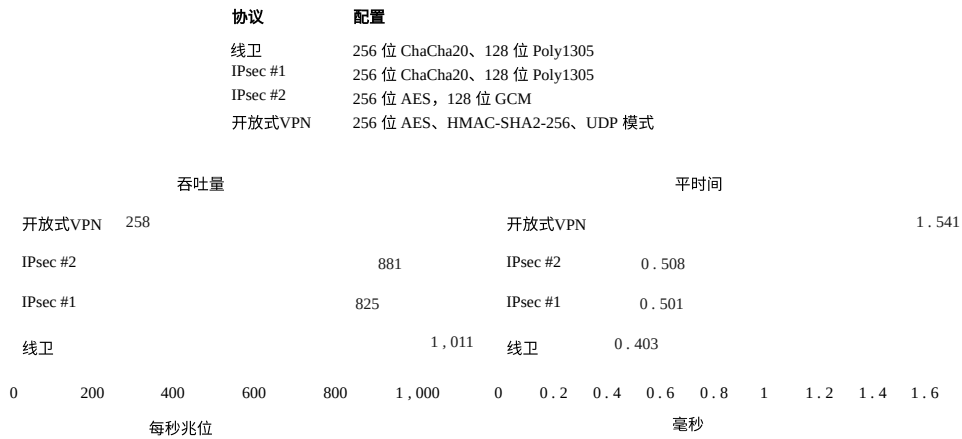 协议 配置
线卫 256 位 ChaCha20、128 位 Poly1305
IPsec #1 256 位 ChaCha20、128 位 Poly1305
IPsec #2 256 位 AES，128 位 GCM
开放式VPN 256 位 AES、HMAC-SHA2-256、UDP 模式
吞吐量
开放式VPN 258
IPsec #2 881
IPsec #1 825
线卫 1,011
0 200 400 600 800 1,000
每秒兆位
平时间
开放式VPN 1.541
IPsec #2 0.508
IPsec #1 0.501
线卫 0.403
0 0.2 0.4 0.6 0.8 1 1.2 1.4 1.6
毫秒